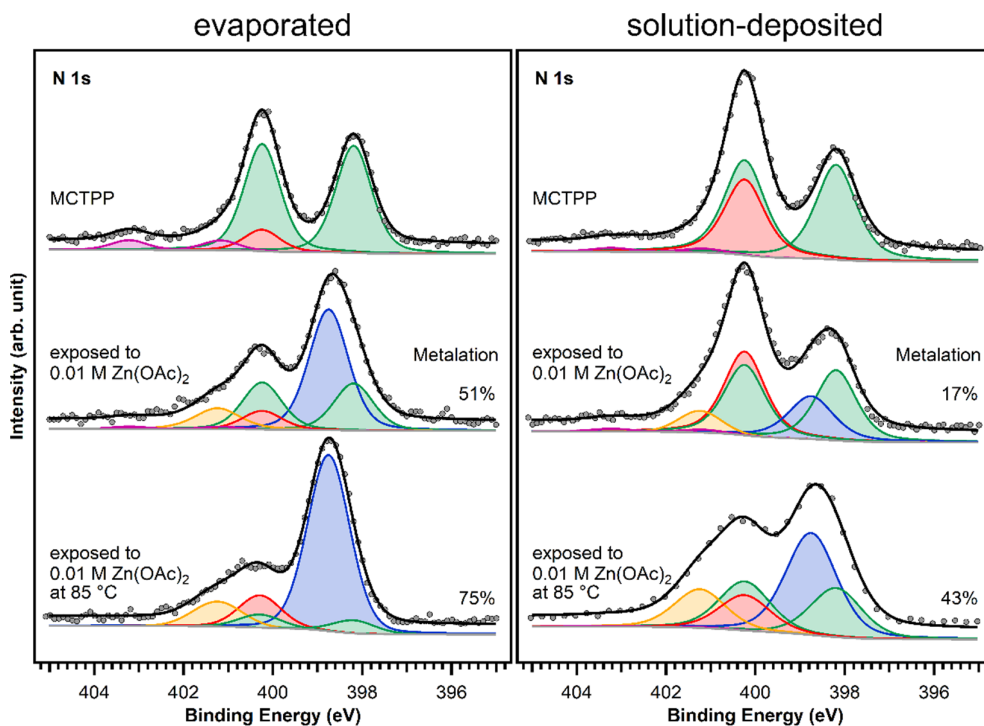 evaporated
solution-deposited
N 1s
MCTPP
exposed to
0.01 M Zn(OAc)2
Metalation
51%
exposed to
0.01 M Zn(OAc)2
at 85 °C
75%
N 1s
MCTPP
exposed to
0.01 M Zn(OAc)2
Metalation
17%
exposed to
0.01 M Zn(OAc)2
at 85 °C
43%
Intensity (arb. unit)
404 402 400 398 396
404 402 400 398 396
Binding Energy (eV)
Binding Energy (eV)